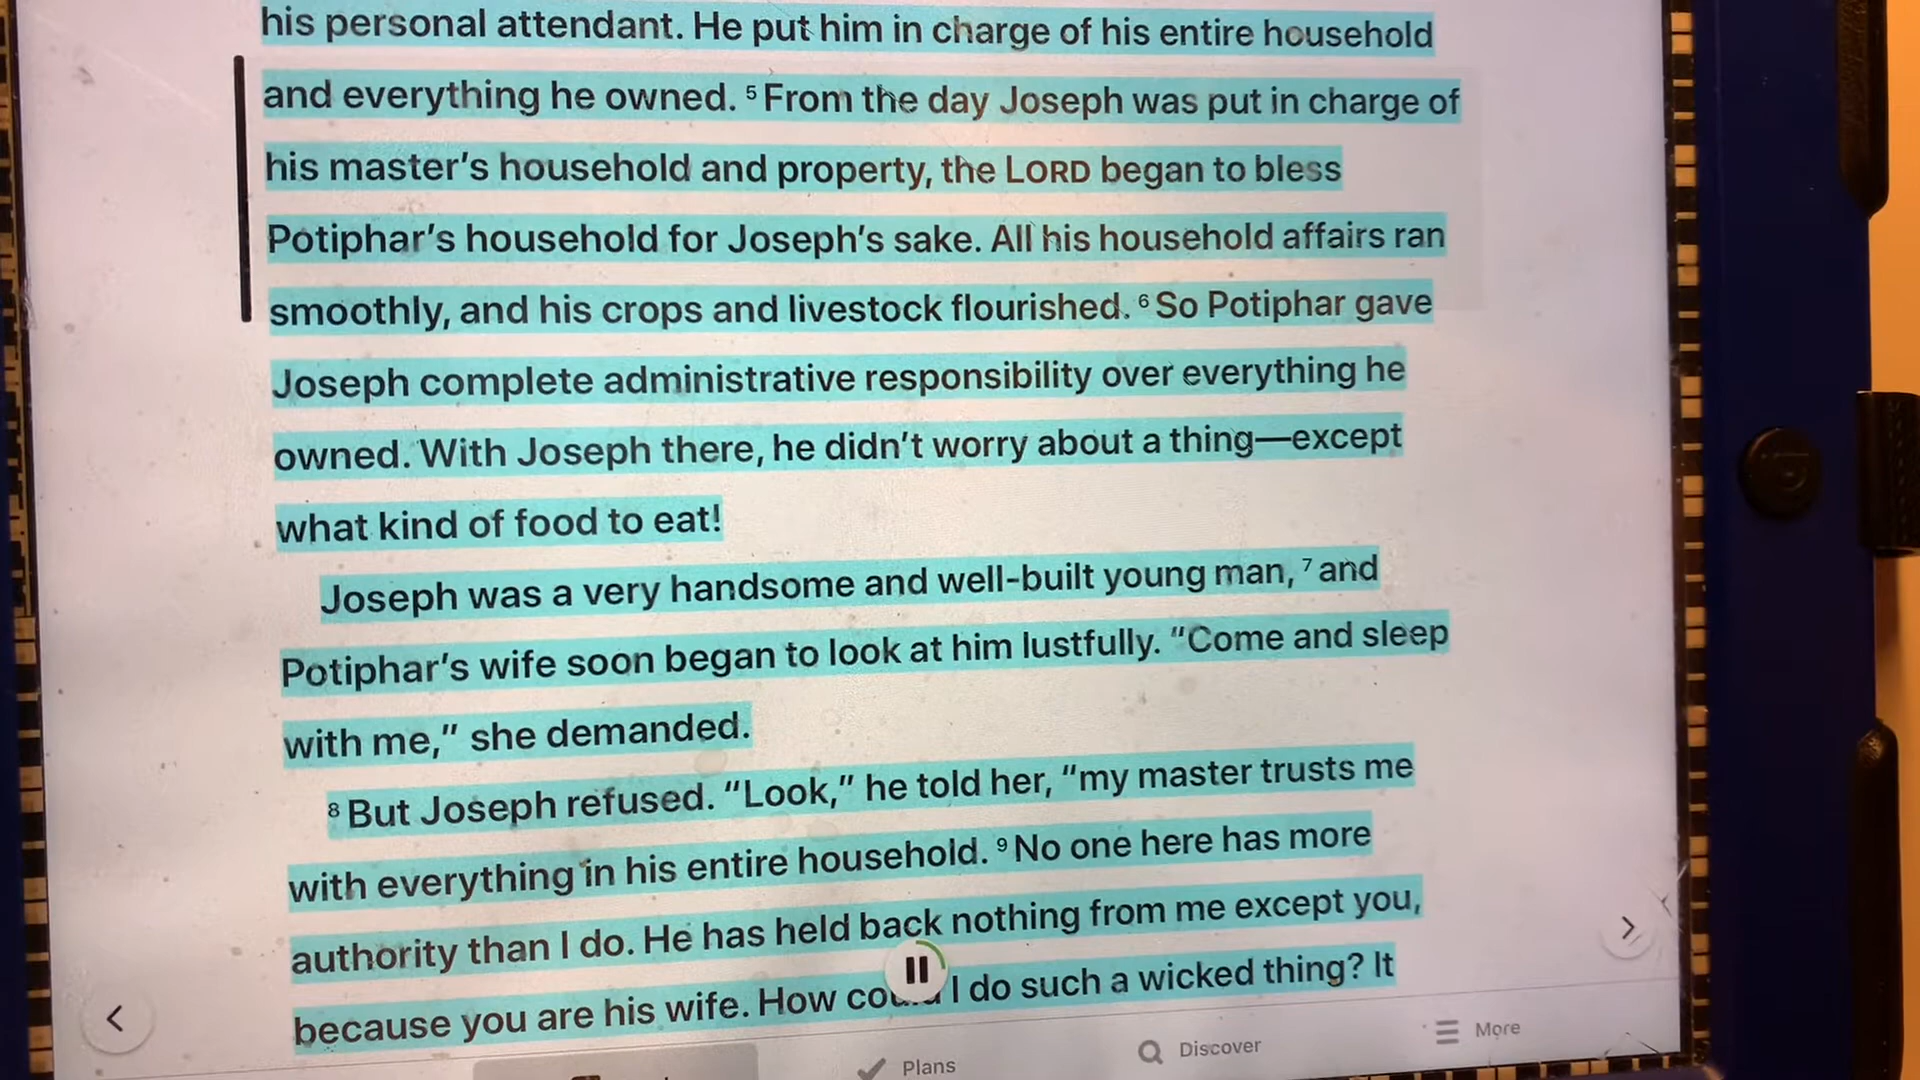 his personal attendant. He put him in charge of his entire household
and everything he owned. 5 From the day Joseph was put in charge of
his master’s household and property, the LORD began to bless
Potiphar’s household for Joseph’s sake. All his household affairs ran
smoothly, and his crops and livestock flourished. 6 So Potiphar gave
Joseph complete administrative responsibility over everything he
owned. With Joseph there, he didn’t worry about a thing—except
what kind of food to eat!
Joseph was a very handsome and well-built young man, 7 and
Potiphar’s wife soon began to look at him lustfully. “Come and sleep
with me,” she demanded.
8 But Joseph refused. “Look,” he told her, “my master trusts me
with everything in his entire household. 9 No one here has more
authority than I do. He has held back nothing from me except you,
because you are his wife. How could I do such a wicked thing? It
Plans
Discover
More